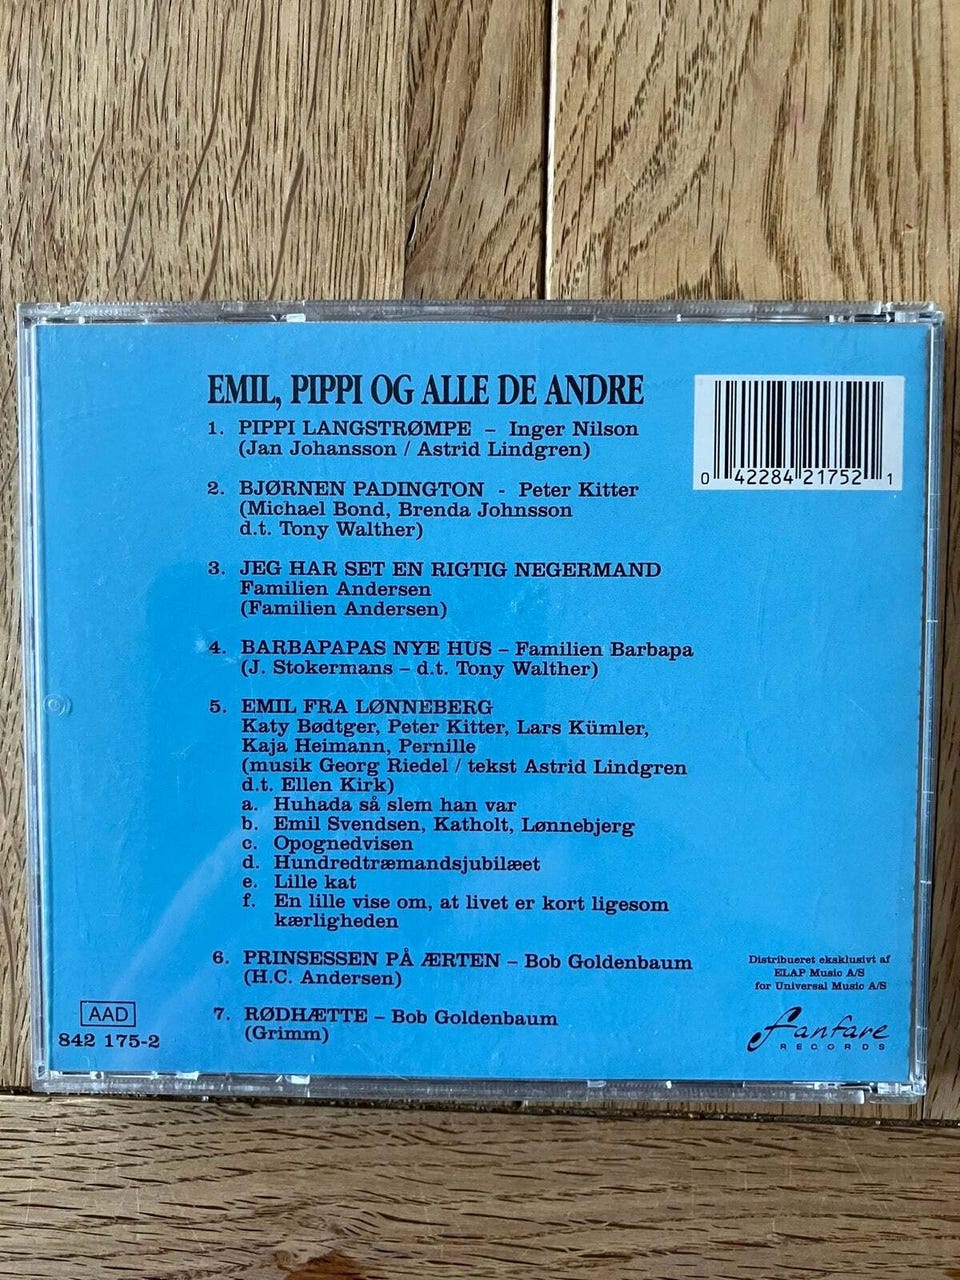 EMIL, PIPPI OG ALLE DE ANDRE
1. PIPPI LANGSTRØMPE – Inger Nilson
(Jan Johansson / Astrid Lindgren)
2. BJØRNEN PADINGTON - Peter Kitter
(Michael Bond, Brenda Johnsson
d.t. Tony Walther)
3. JEG HAR SET EN RIGTIG NEGERMAND
Familien Andersen
(Familien Andersen)
4. BARBAPAPAS NYE HUS – Familien Barbapa
(J. Stokermans – d.t. Tony Walther)
5. EMIL FRA LØNNEBERG
Katy Bødtger, Peter Kitter, Lars Kümler,
Kaja Heimann, Pernille
(musik Georg Riedel / tekst Astrid Lindgren
d.t. Ellen Kirk)
a. Huhada så slem han var
b. Emil Svendsen, Katholt, Lønnebjerg
c. Opognedvisen
d. Hundredtræmandsjubilæet
e. Lille kat
f. En lille vise om, at livet er kort ligesom
kærligheden
6. PRINSESSEN PÅ ÆRTEN – Bob Goldenbaum
(H.C. Andersen)
7. RØDHÆTTE – Bob Goldenbaum
(Grimm)
0 42284 21752 1
Distribueret eksklusivt af
ELAP Music A/S
for Universal Music A/S
fanfare
RECORDS
AAD
842 175-2